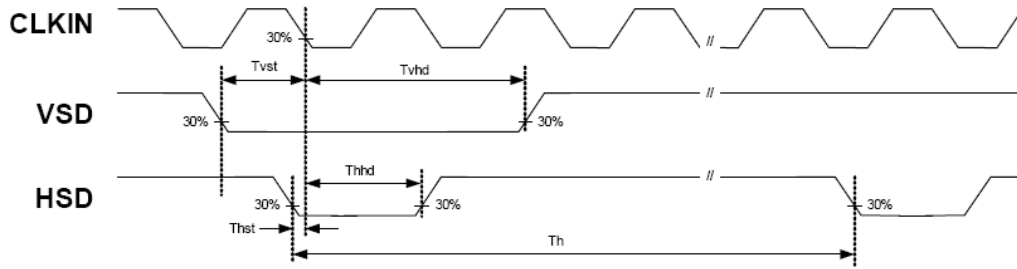 CLKIN
30%
//
Tvst
Tvhd
VSD
30%
30%
//
Thhd
HSD
30%
30%
//
30%
Thst
Th